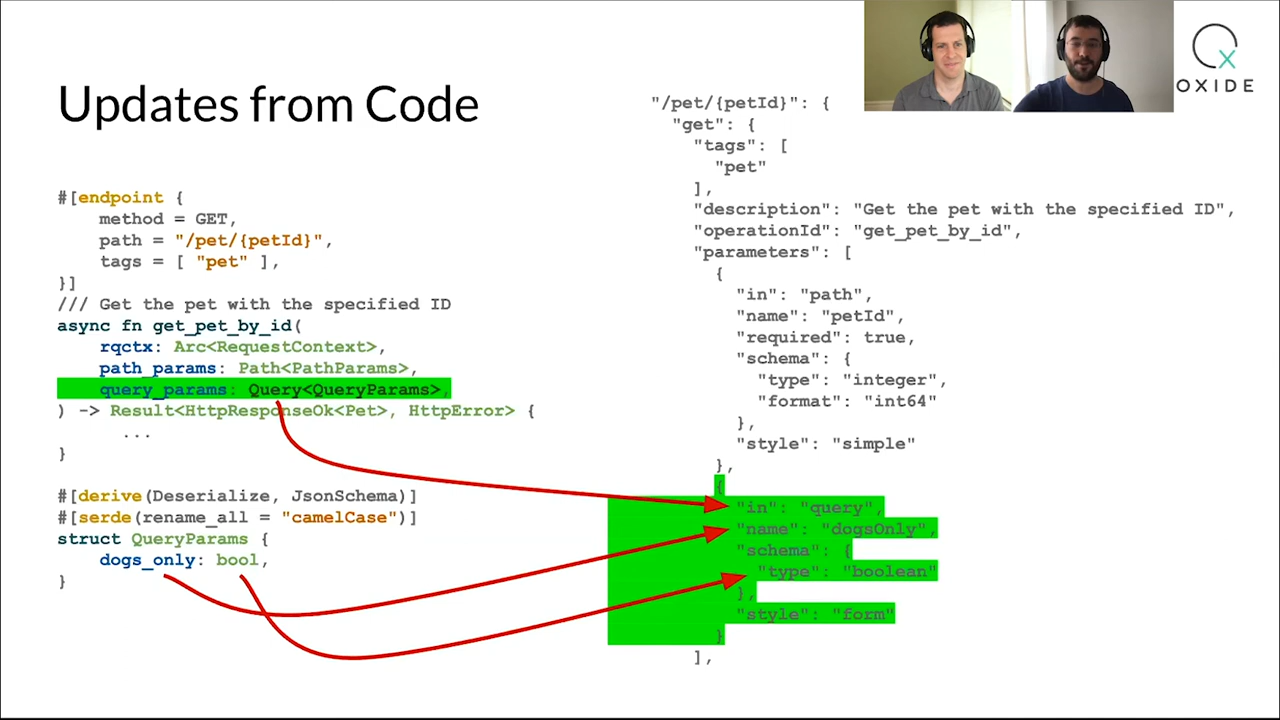 OXIDE
Updates from Code
#[endpoint {
    method = GET,
    path = "/pet/{petId}",
    tags = [ "pet" ],
}]
/// Get the pet with the specified ID
async fn get_pet_by_id(
    rqctx: Arc<RequestContext>,
    path_params: Path<PathParams>,
    query_params: Query<QueryParams>,
) -> Result<HttpResponseOk<Pet>, HttpError> {
      ...
}
#[derive(Deserialize, JsonSchema)]
#[serde(rename_all = "camelCase")]
struct QueryParams {
    dogs_only: bool,
}
"/pet/{petId}": {
  "get": {
    "tags": [
      "pet"
    ],
    "description": "Get the pet with the specified ID",
    "operationId": "get_pet_by_id",
    "parameters": [
      {
        "in": "path",
        "name": "petId",
        "required": true,
        "schema": {
          "type": "integer",
          "format": "int64"
        },
        "style": "simple"
      },
      {
        "in": "query",
        "name": "dogsOnly",
        "schema": {
          "type": "boolean"
        },
        "style": "form"
      }
    ],